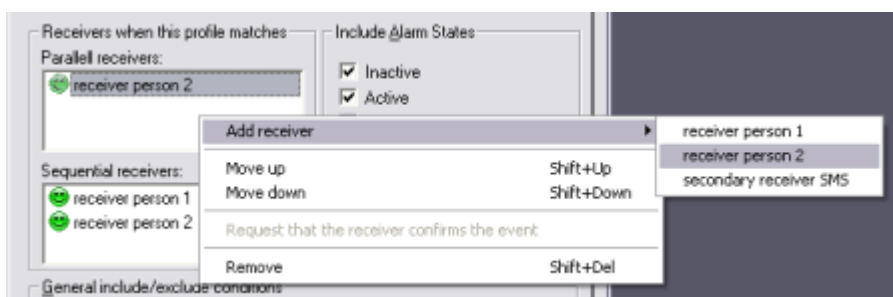 Receivers when this profile matches
Parallell receivers:
receiver person 2
Sequential receivers:
receiver person 1
receiver person 2
General include/exclude conditions
Include Alarm States
Inactive
Active
Add receiver
Move up Shift+Up
Move down Shift+Down
Request that the receiver confirms the event
Remove Shift+Del
receiver person 1
receiver person 2
secondary receiver SMS